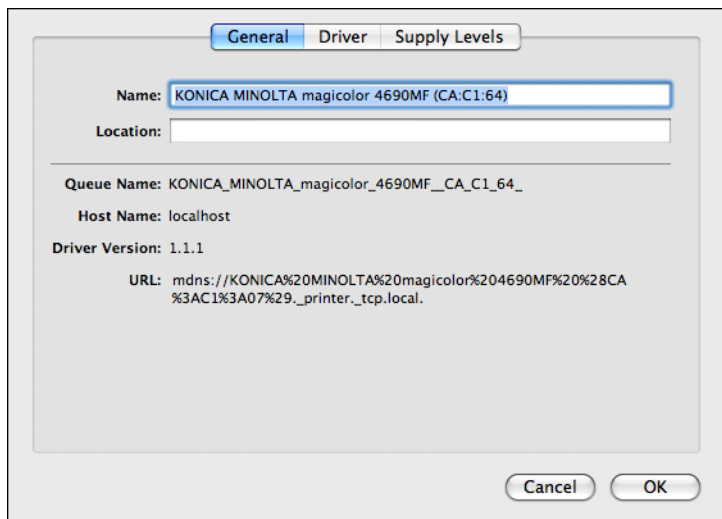 General Driver Supply Levels
Name: KONICA MINOLTA magicolor 4690MF (CA:C1:64)
Location:
Queue Name: KONICA_MINOLTA_magicolor_4690MF__CA_C1_64_
Host Name: localhost
Driver Version: 1.1.1
URL: mdns://KONICA%20MINOLTA%20magicolor%204690MF%20%28CA
%3AC1%3A07%29._printer._tcp.local.
Cancel OK